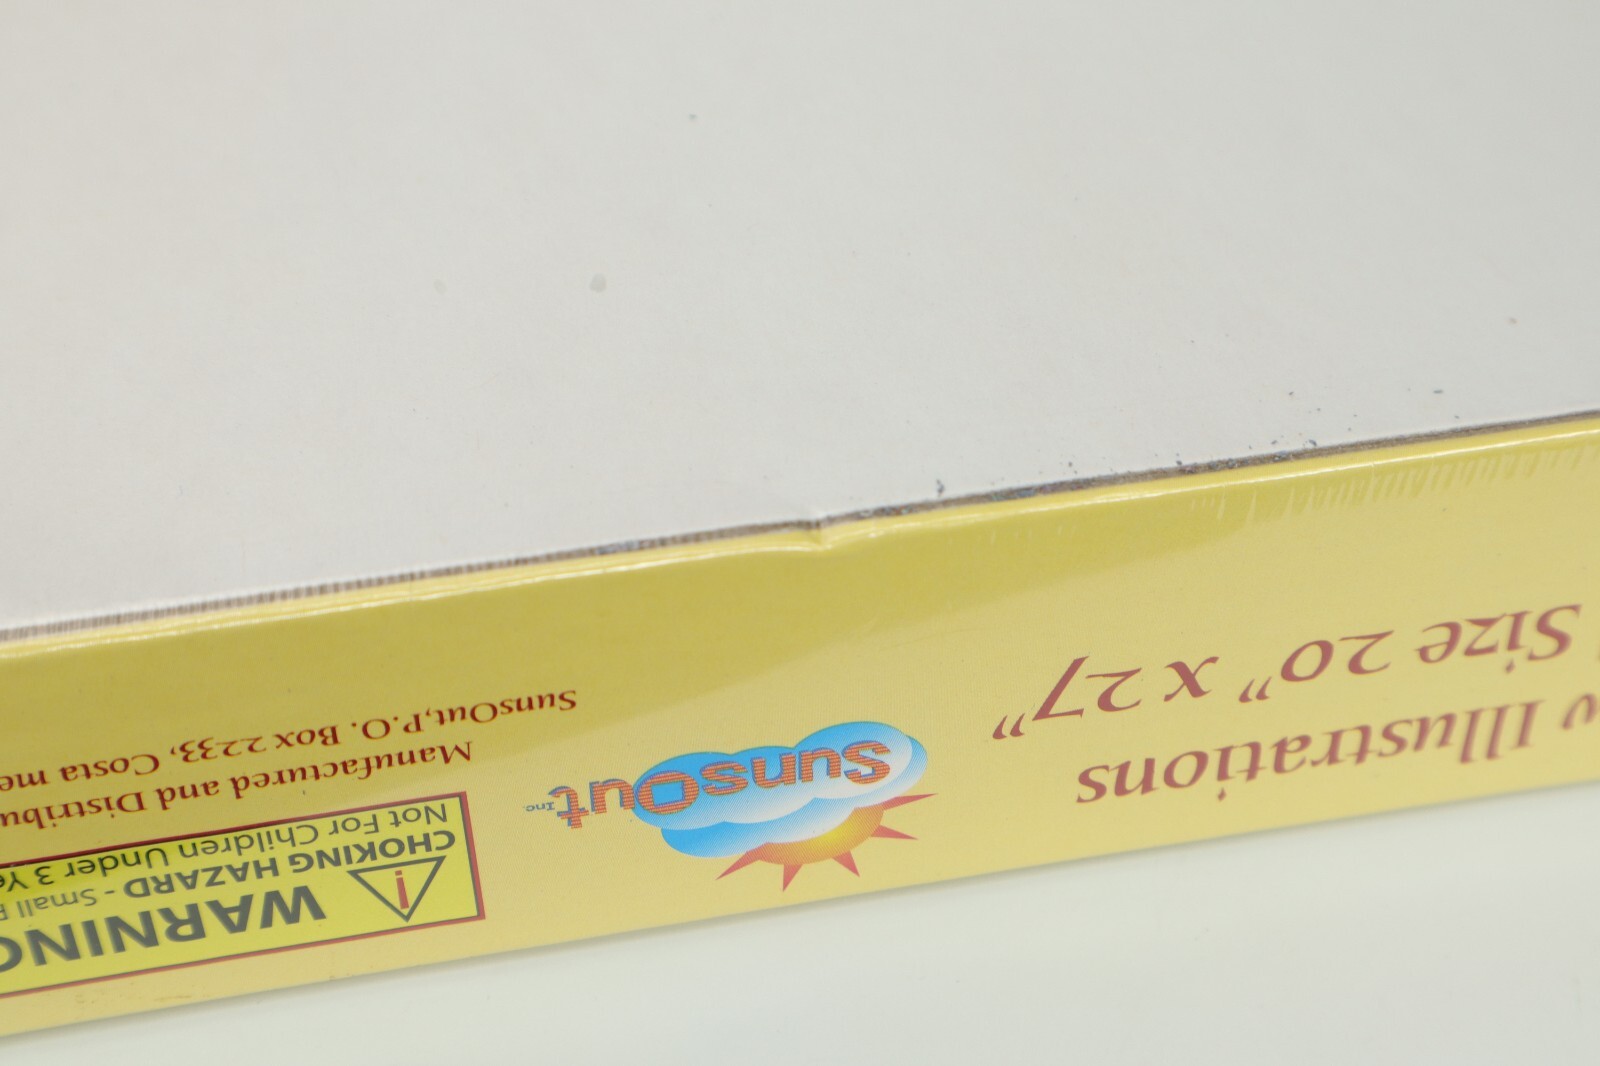 Illustrations
Size 20" x 27"
SunsOut
Inc
Manufactured and
SunsOut,P.O. Box 2233, Costa
WARNING
CHOKING HAZARD - Small
Not For Children Under 3